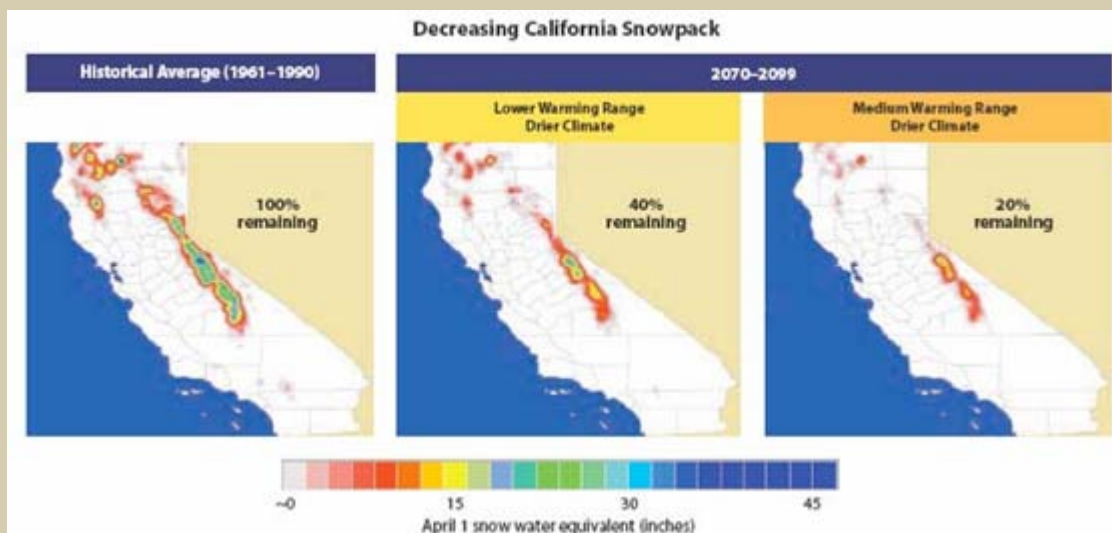 Decreasing California Snowpack
Historical Average (1961–1990)
2070–2099
Lower Warming Range
Drier Climate
Medium Warming Range
Drier Climate
100%
remaining
40%
remaining
20%
remaining
~0 15 30 45
April 1 snow water equivalent (inches)